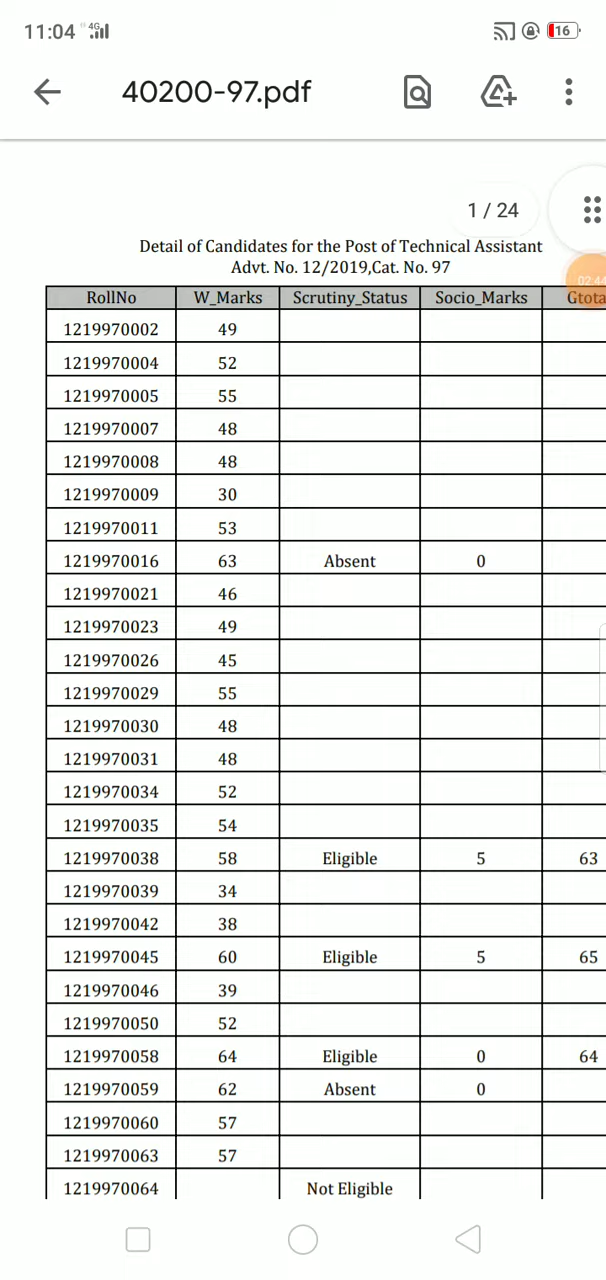 11:04 4G 16
40200-97.pdf
1 / 24
Detail of Candidates for the Post of Technical Assistant
Advt. No. 12/2019,Cat. No. 97
02:44
RollNo W_Marks Scrutiny_Status Socio_Marks Gtota
1219970002 49
1219970004 52
1219970005 55
1219970007 48
1219970008 48
1219970009 30
1219970011 53
1219970016 63 Absent 0
1219970021 46
1219970023 49
1219970026 45
1219970029 55
1219970030 48
1219970031 48
1219970034 52
1219970035 54
1219970038 58 Eligible 5 63
1219970039 34
1219970042 38
1219970045 60 Eligible 5 65
1219970046 39
1219970050 52
1219970058 64 Eligible 0 64
1219970059 62 Absent 0
1219970060 57
1219970063 57
1219970064 Not Eligible